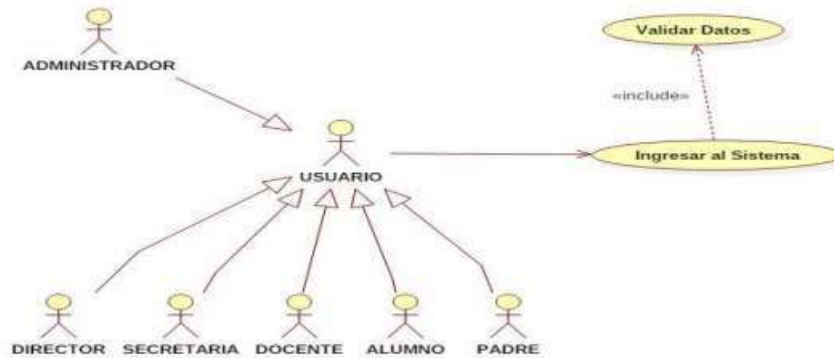 Validar Datos
ADMINISTRADOR
«include»
Ingresar al Sistema
USUARIO
DIRECTOR
SECRETARIA
DOCENTE
ALUMNO
PADRE